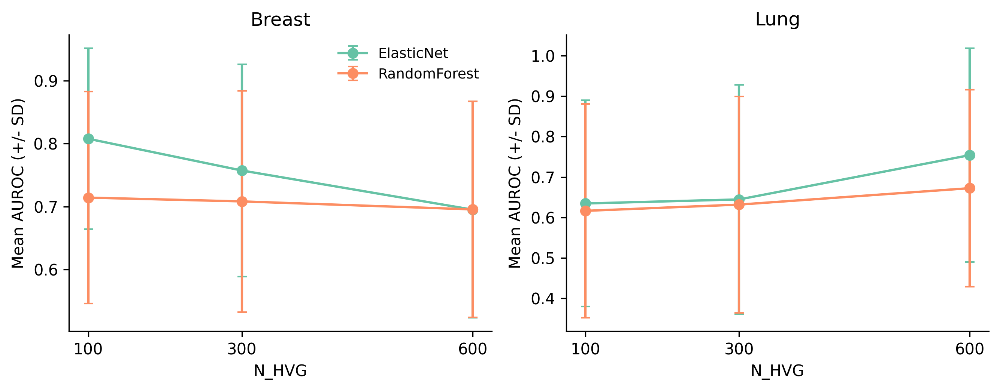 Breast
Mean AUROC (+/- SD)
0.9
0.8
0.7
0.6
ElasticNet
RandomForest
100 300 600
N_HVG
Lung
Mean AUROC (+/- SD)
1.0
0.9
0.8
0.7
0.6
0.5
0.4
100 300 600
N_HVG